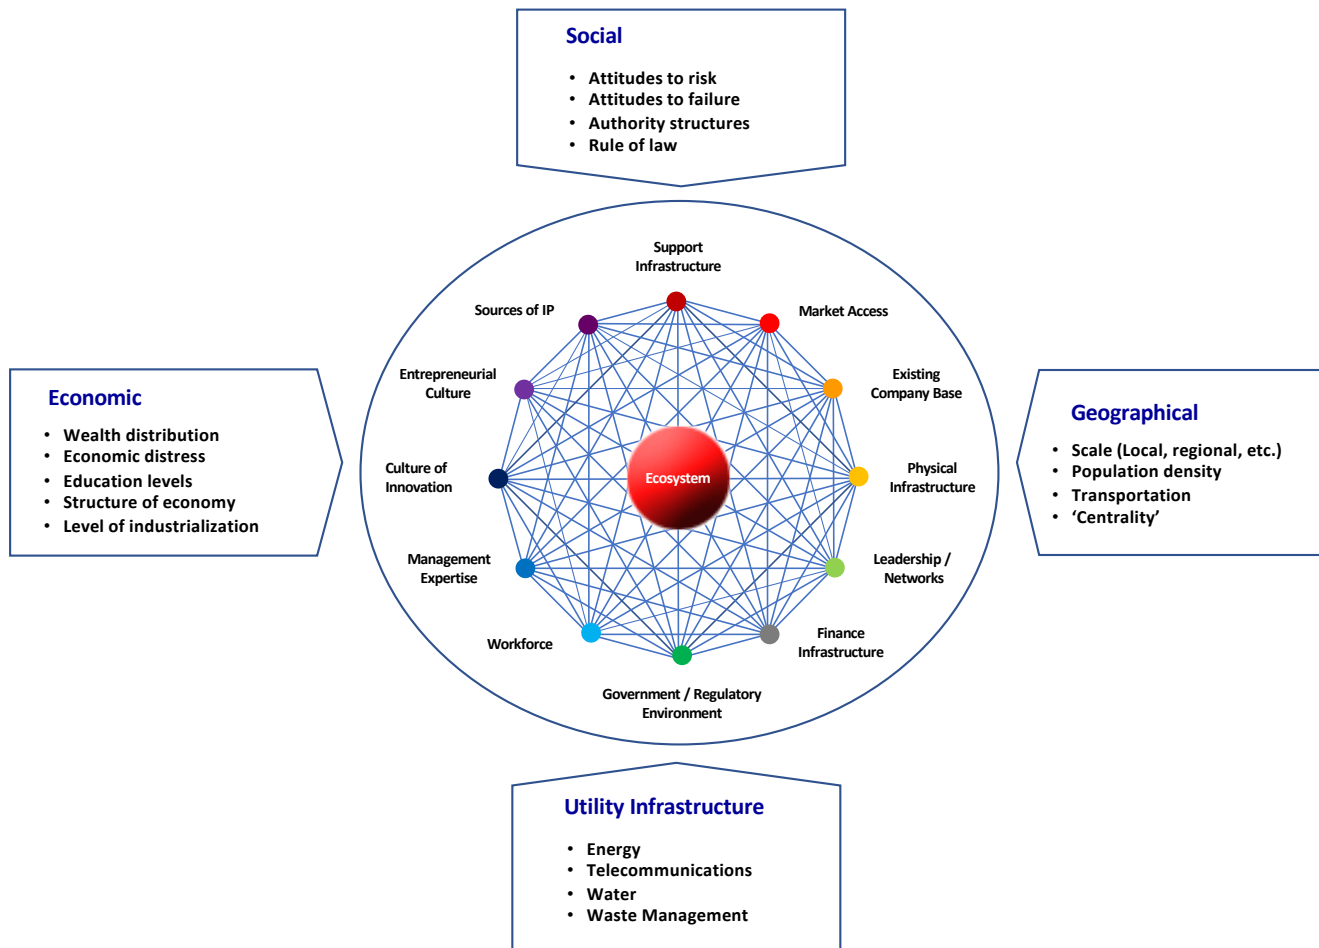 Social
• Attitudes to risk
• Attitudes to failure
• Authority structures
• Rule of law
Support
Infrastructure
Sources of IP
Market Access
Entrepreneurial
Culture
Existing
Company Base
Economic
• Wealth distribution
• Economic distress
• Education levels
• Structure of economy
• Level of industrialization
Culture of
Innovation
Ecosystem
Physical
Infrastructure
Geographical
• Scale (Local, regional, etc.)
• Population density
• Transportation
• ‘Centrality’
Management
Expertise
Leadership /
Networks
Workforce
Finance
Infrastructure
Government / Regulatory
Environment
Utility Infrastructure
• Energy
• Telecommunications
• Water
• Waste Management